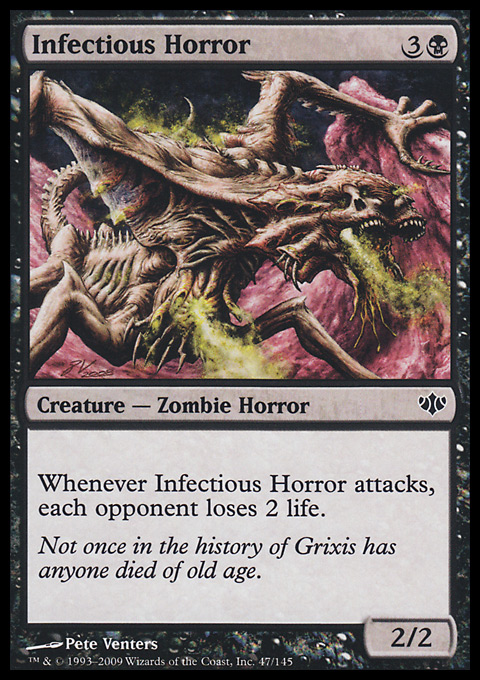 Infectious Horror 3
Creature — Zombie Horror
Whenever Infectious Horror attacks,
each opponent loses 2 life.
Not once in the history of Grixis has
anyone died of old age.
2/2
Pete Venters
™ & © 1993–2009 Wizards of the Coast, Inc. 47/145